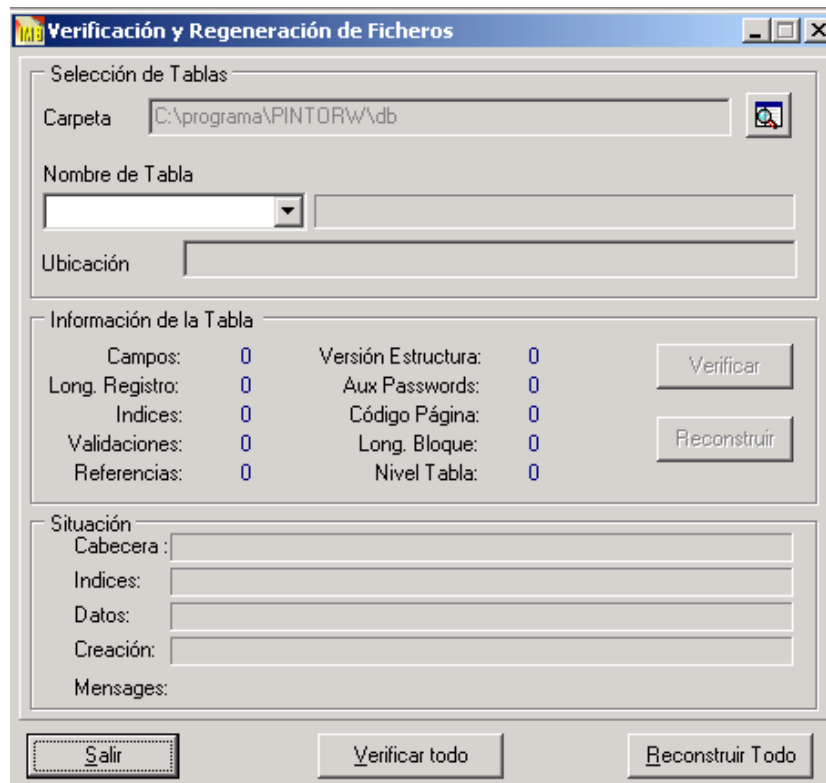 Verificación y Regeneración de Ficheros
Selección de Tablas
Carpeta C:\programa\PINTORW\db
Nombre de Tabla
Ubicación
Información de la Tabla
Campos: 0 Versión Estructura: 0 Verificar
Long. Registro: 0 Aux Passwords: 0
Indices: 0 Código Página: 0 Reconstruir
Validaciones: 0 Long. Bloque: 0
Referencias: 0 Nivel Tabla: 0
Situación
Cabecera :
Indices:
Datos:
Creación:
Mensages:
Salir Verificar todo Reconstruir Todo